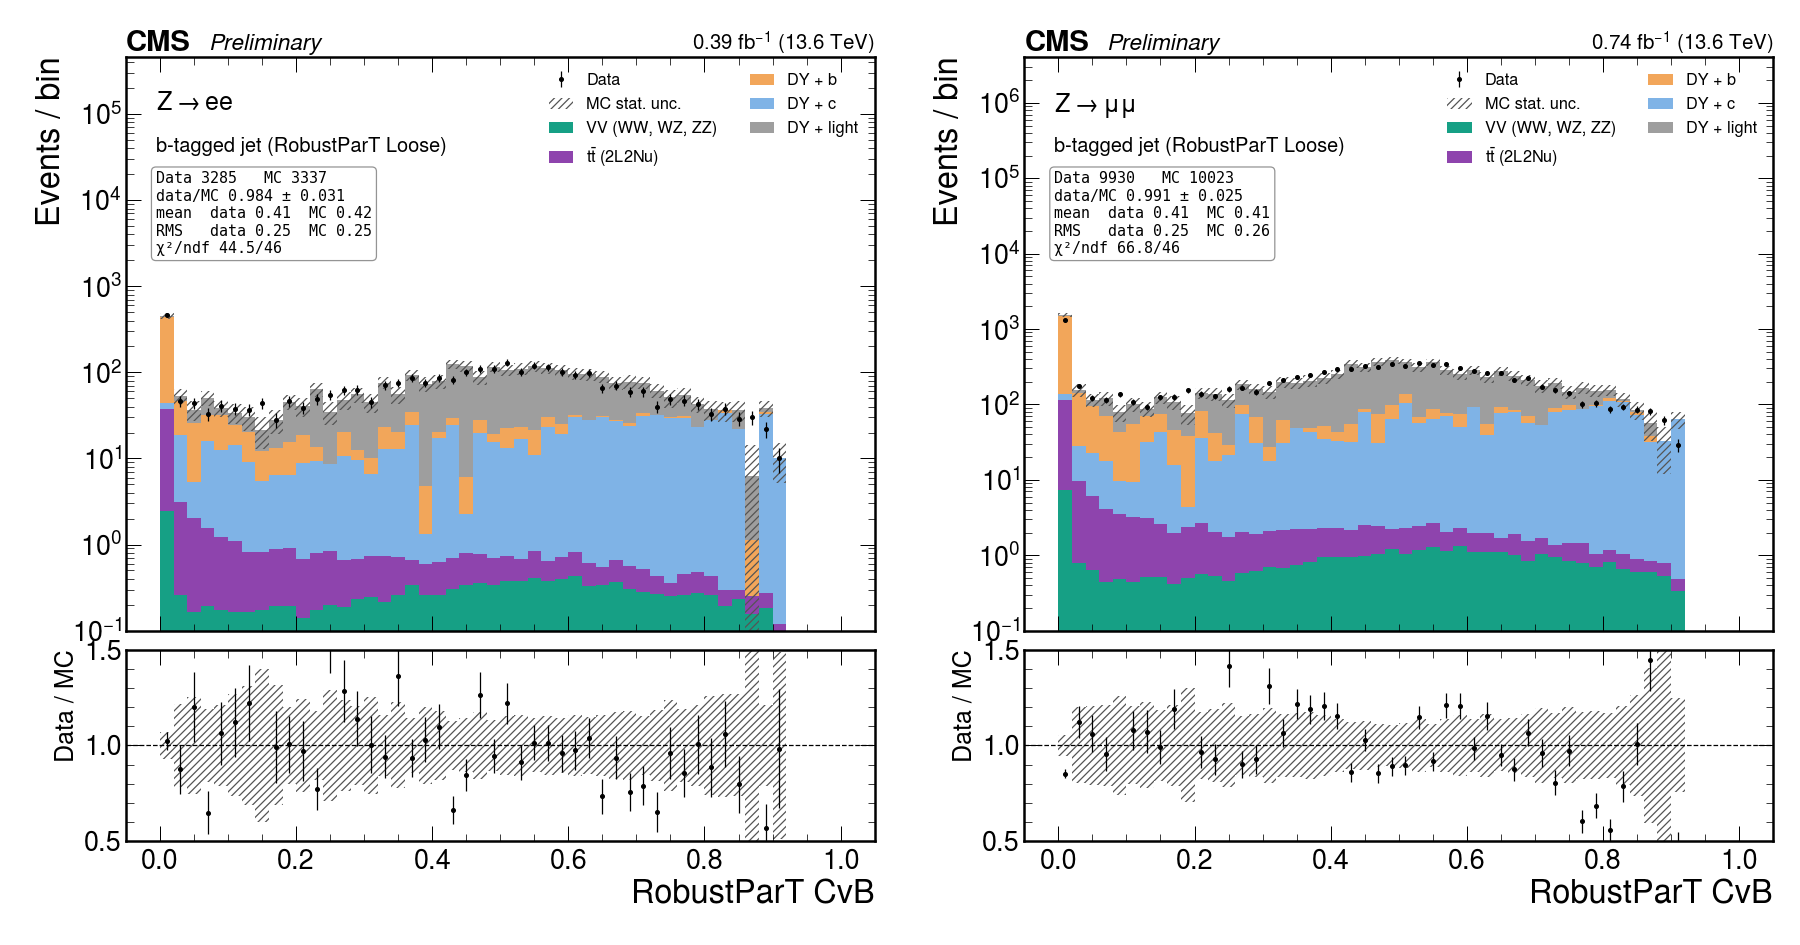 CMS Preliminary 0.39 fb⁻¹ (13.6 TeV)
Events / bin
Z → ee
b-tagged jet (RobustParT Loose)
Data 3285 MC 3337
data/MC 0.984 ± 0.031
mean data 0.41 MC 0.42
RMS data 0.25 MC 0.25
χ²/ndf 44.5/46
Data
MC stat. unc.
VV (WW, WZ, ZZ)
tt̄ (2L2Nu)
DY + b
DY + c
DY + light
10⁵
10⁴
10³
10²
10¹
10⁰
10⁻¹
Data / MC
1.5
1.0
0.5
0.0 0.2 0.4 0.6 0.8 1.0
RobustParT CvB
CMS Preliminary 0.74 fb⁻¹ (13.6 TeV)
Events / bin
Z → μμ
b-tagged jet (RobustParT Loose)
Data 9930 MC 10023
data/MC 0.991 ± 0.025
mean data 0.41 MC 0.41
RMS data 0.25 MC 0.26
χ²/ndf 66.8/46
Data
MC stat. unc.
VV (WW, WZ, ZZ)
tt̄ (2L2Nu)
DY + b
DY + c
DY + light
10⁶
10⁵
10⁴
10³
10²
10¹
10⁰
10⁻¹
Data / MC
1.5
1.0
0.5
0.0 0.2 0.4 0.6 0.8 1.0
RobustParT CvB